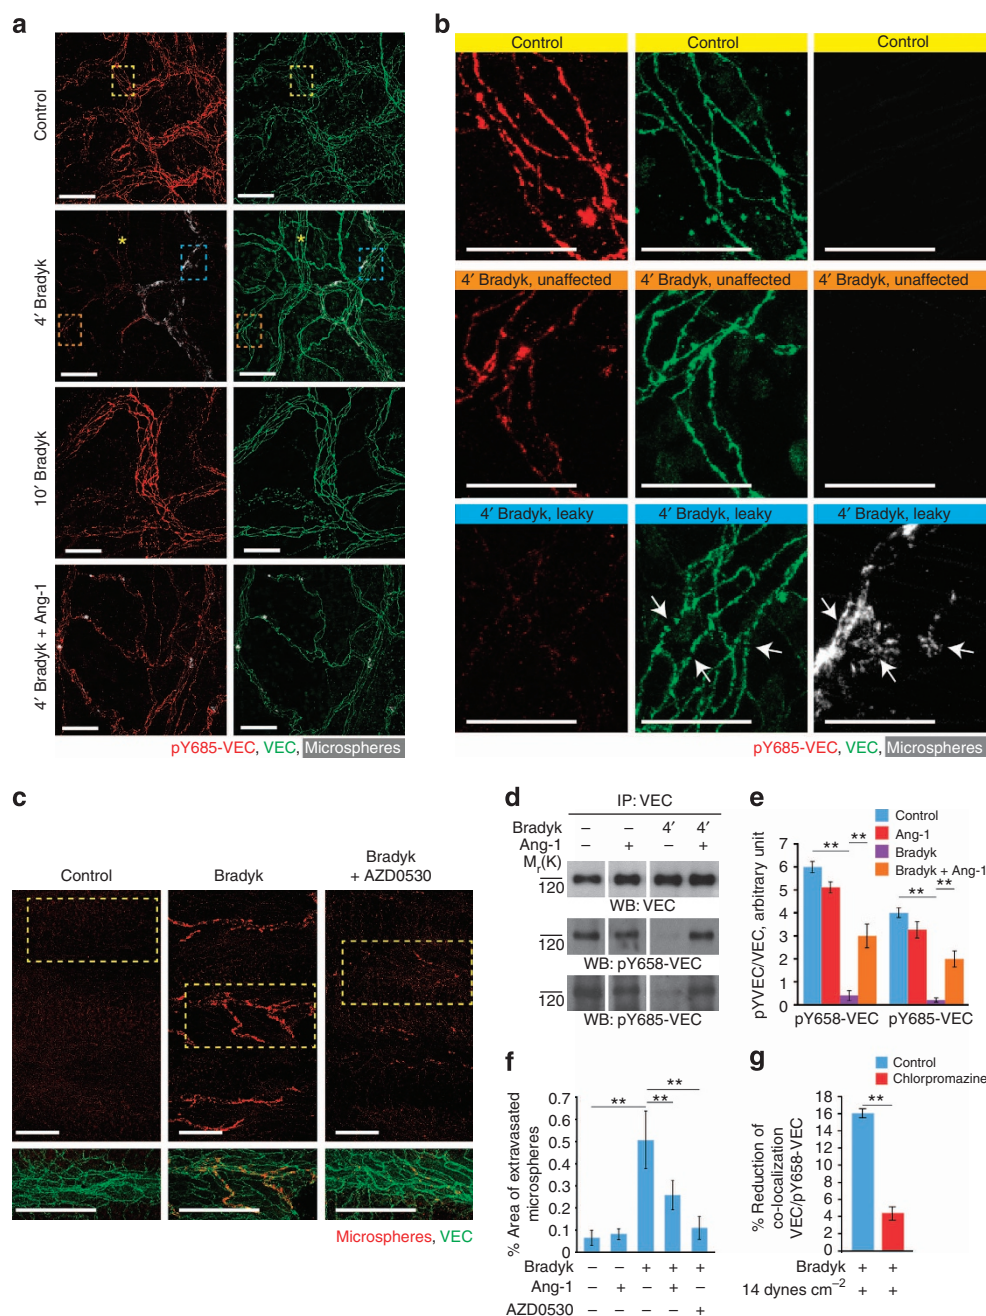 a
Control
4′ Bradyk
*
*
10′ Bradyk
4′ Bradyk + Ang-1
pY685-VEC, VEC, Microspheres
b
Control
Control
Control
4′ Bradyk, unaffected
4′ Bradyk, unaffected
4′ Bradyk, unaffected
4′ Bradyk, leaky
4′ Bradyk, leaky
4′ Bradyk, leaky
pY685-VEC, VEC, Microspheres
c
Control
Bradyk
Bradyk
+ AZD0530
Microspheres, VEC
d
IP: VEC
Bradyk – – 4′ 4′
Ang-1 – + – +
Mr(K)
120
WB: VEC
120
WB: pY658-VEC
120
WB: pY685-VEC
e
Control
Ang-1
Bradyk
Bradyk + Ang-1
pYVEC/VEC, arbitrary unit
7
6
5
4
3
2
1
0
** **
** **
pY658-VEC pY685-VEC
f
% Area of extravasated
microspheres
0.7
0.6
0.5
0.4
0.3
0.2
0.1
0
**
** **
Bradyk – – + + +
Ang-1 – + – + –
AZD0530 – – – – +
g
Control
Chlorpromazine
% Reduction of
co-localization
VEC/pY658-VEC
18
16
14
12
10
8
6
4
2
0
**
Bradyk + +
14 dynes cm⁻² + +